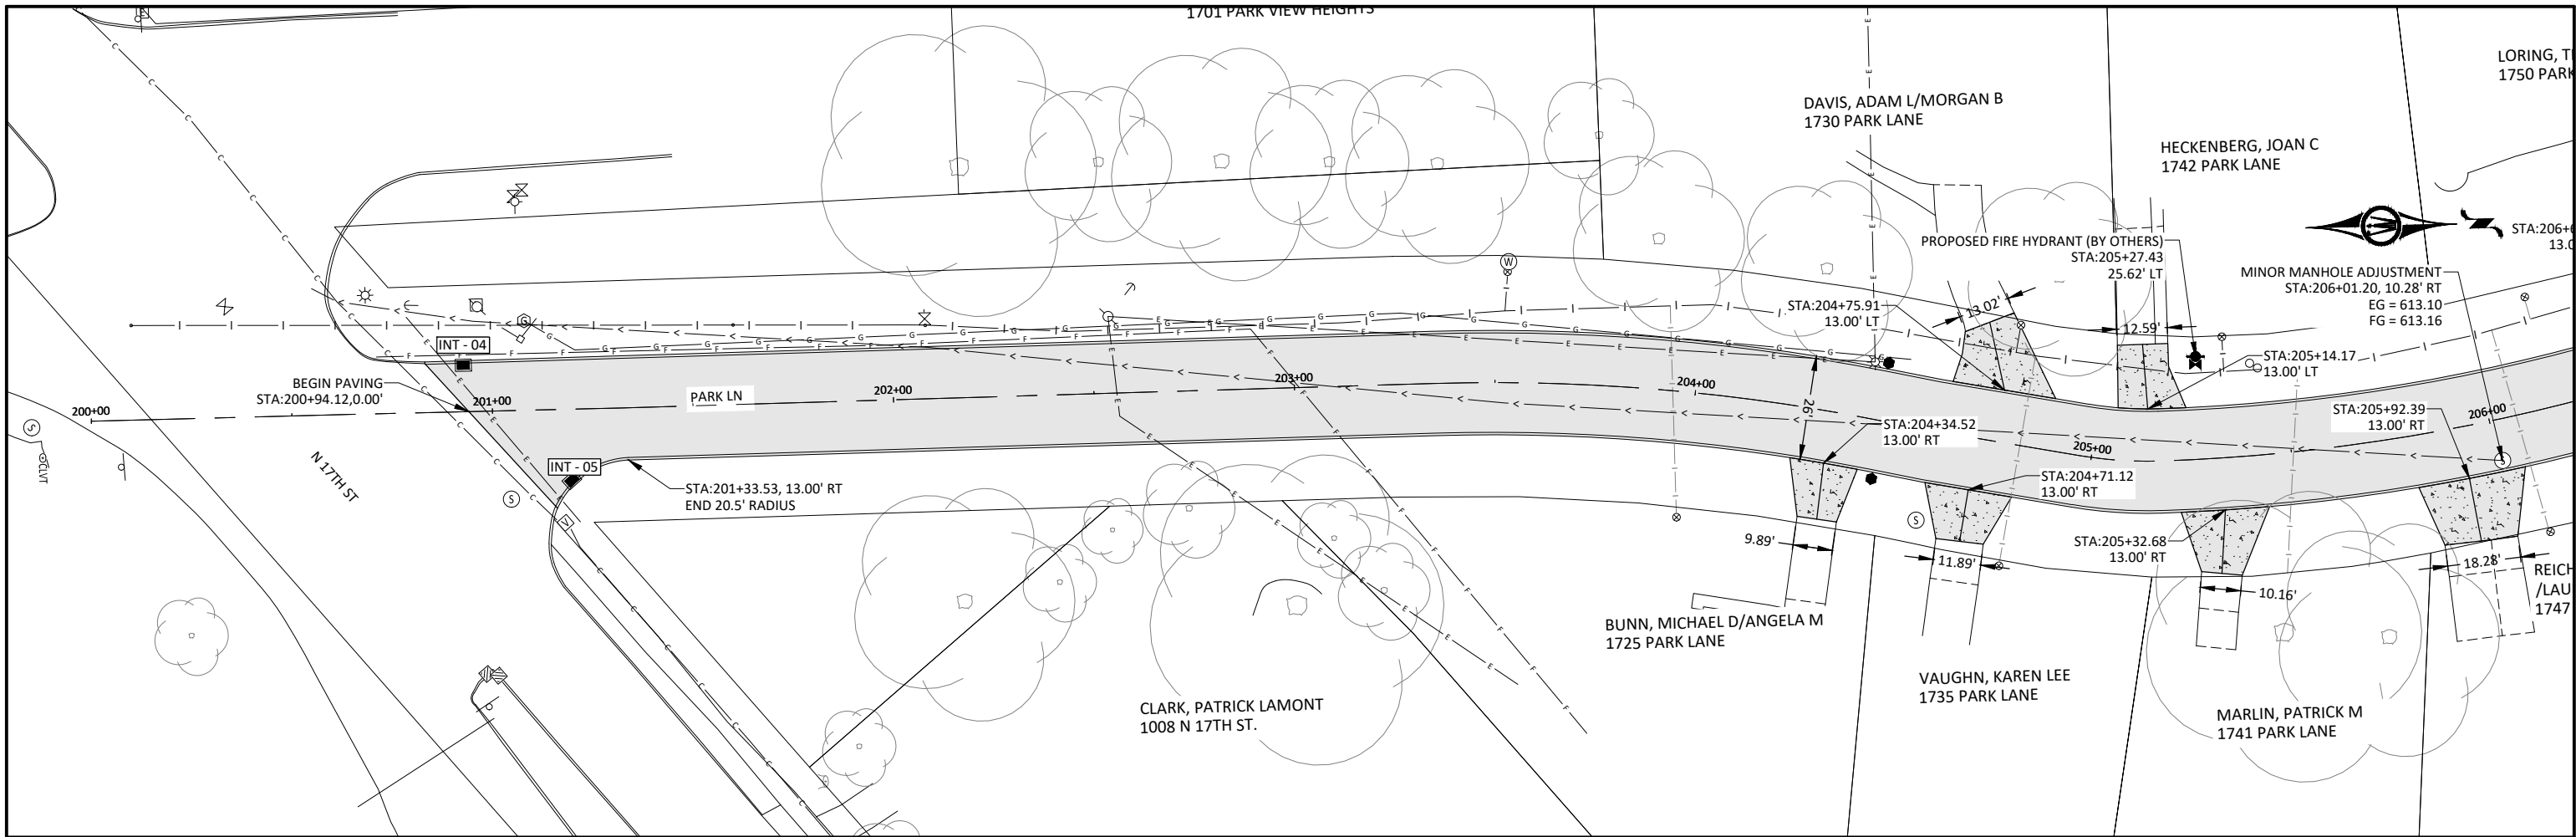 1701 PARK VIEW HEIGHTS
LORING,
1750 PARK
DAVIS, ADAM L/MORGAN B
1730 PARK LANE
HECKENBERG, JOAN C
1742 PARK LANE
PROPOSED FIRE HYDRANT (BY OTHERS)
STA:205+27.43
25.62' LT
MINOR MANHOLE ADJUSTMENT
STA:206+01.20, 10.28' RT
EG = 613.10
FG = 613.16
STA:204+75.91
13.00' LT
13.02'
12.59'
STA:205+14.17
13.00' LT
INT - 04
BEGIN PAVING
STA:200+94.12,0.00'
200+00
201+00
PARK LN
202+00
203+00
204+00
205+00
206+00
26'
STA:204+34.52
13.00' RT
STA:205+92.39
13.00' RT
INT - 05
STA:201+33.53, 13.00' RT
END 20.5' RADIUS
N 17TH ST
CLVT
STA:204+71.12
13.00' RT
STA:205+32.68
13.00' RT
9.89'
11.89'
10.16'
18.28'
BUNN, MICHAEL D/ANGELA M
1725 PARK LANE
VAUGHN, KAREN LEE
1735 PARK LANE
CLARK, PATRICK LAMONT
1008 N 17TH ST.
MARLIN, PATRICK M
1741 PARK LANE
REICH
/LAU
1747